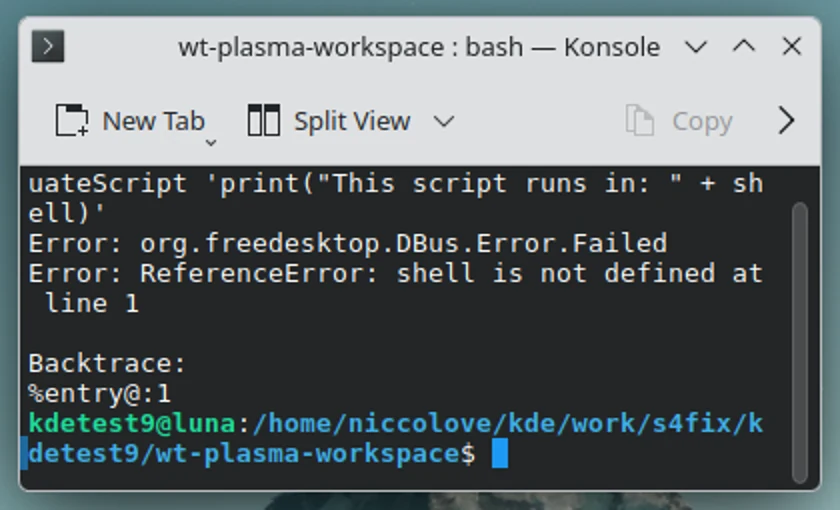 wt-plasma-workspace : bash — Konsole
New Tab
Split View
Copy
uateScript 'print("This script runs in: " + sh
ell)'
Error: org.freedesktop.DBus.Error.Failed
Error: ReferenceError: shell is not defined at
 line 1
Backtrace:
%entry@:1
kdetest9@luna:/home/niccolove/kde/work/s4fix/k
detest9/wt-plasma-workspace$